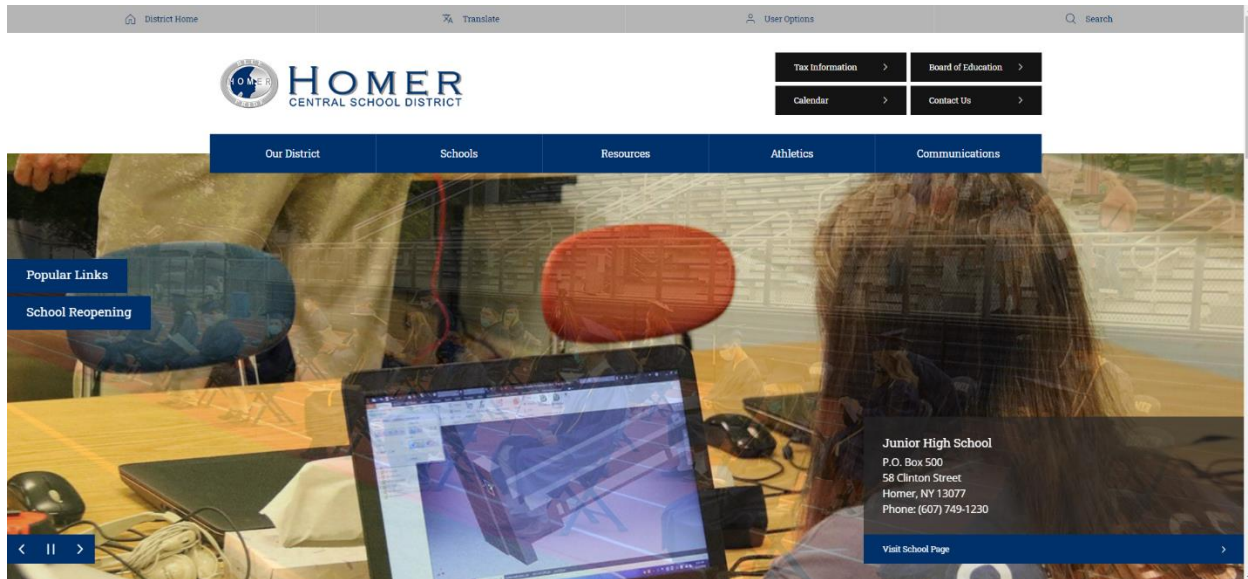 District Home
Translate
User Options
Search
HOMER
HOMER
CENTRAL SCHOOL DISTRICT
Tax Information
Board of Education
Calendar
Contact Us
Our District
Schools
Resources
Athletics
Communications
Popular Links
School Reopening
Junior High School
P.O. Box 500
58 Clinton Street
Homer, NY 13077
Phone: (607) 749-1230
Visit School Page